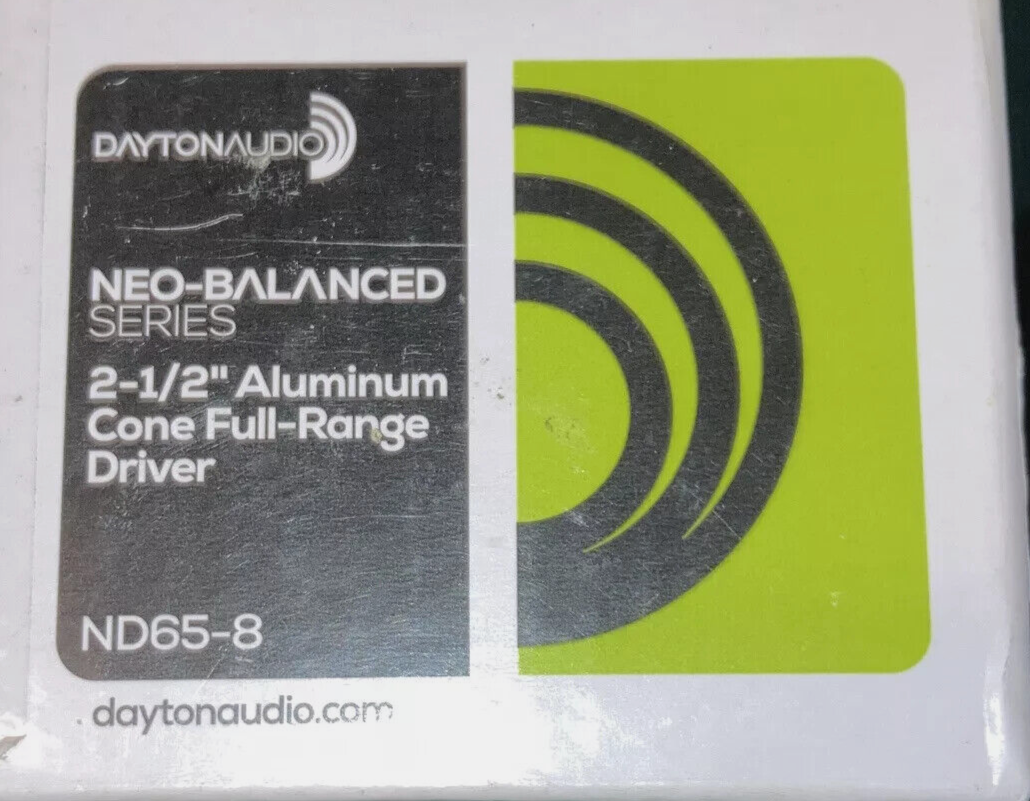 DAYTONAUDIO
NEO-BALANCED
SERIES
2-1/2" Aluminum
Cone Full-Range
Driver
ND65-8
daytonaudio.com